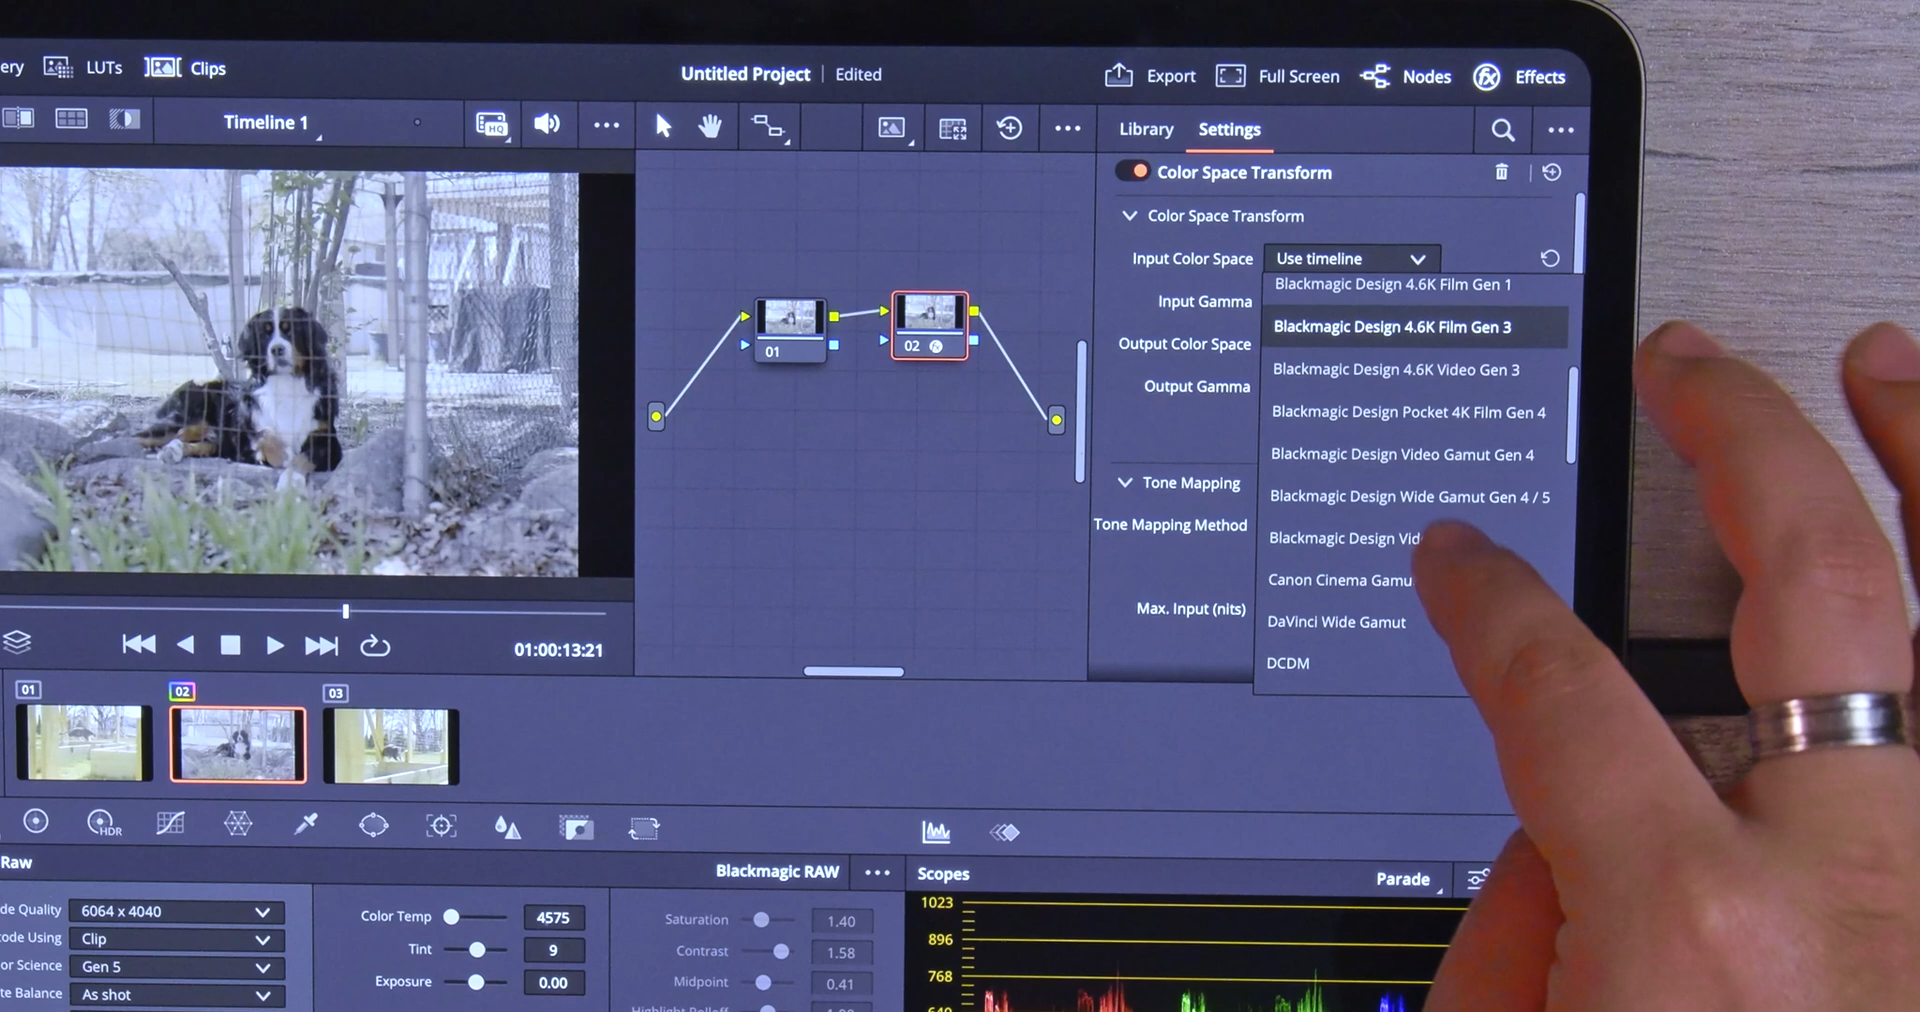 ery LUTs Clips
Untitled Project | Edited
Export Full Screen Nodes Effects
Timeline 1
HQ
Library Settings
Color Space Transform
Color Space Transform
Input Color Space Use timeline
Input Gamma
Output Color Space
Output Gamma
Blackmagic Design 4.6K Film Gen 1
Blackmagic Design 4.6K Film Gen 3
Blackmagic Design 4.6K Video Gen 3
Blackmagic Design Pocket 4K Film Gen 4
Blackmagic Design Video Gamut Gen 4
Blackmagic Design Wide Gamut Gen 4 / 5
Blackmagic Design Vid
Canon Cinema Gamu
DaVinci Wide Gamut
DCDM
Tone Mapping
Tone Mapping Method
Max. Input (nits)
01
02 fx
01:00:13:21
01 02 03
HDR
Raw
Blackmagic RAW
de Quality 6064 x 4040
code Using Clip
or Science Gen 5
te Balance As shot
Color Temp 4575
Tint 9
Exposure 0.00
Saturation 1.40
Contrast 1.58
Midpoint 0.41
Scopes
Parade
1023
896
768
640